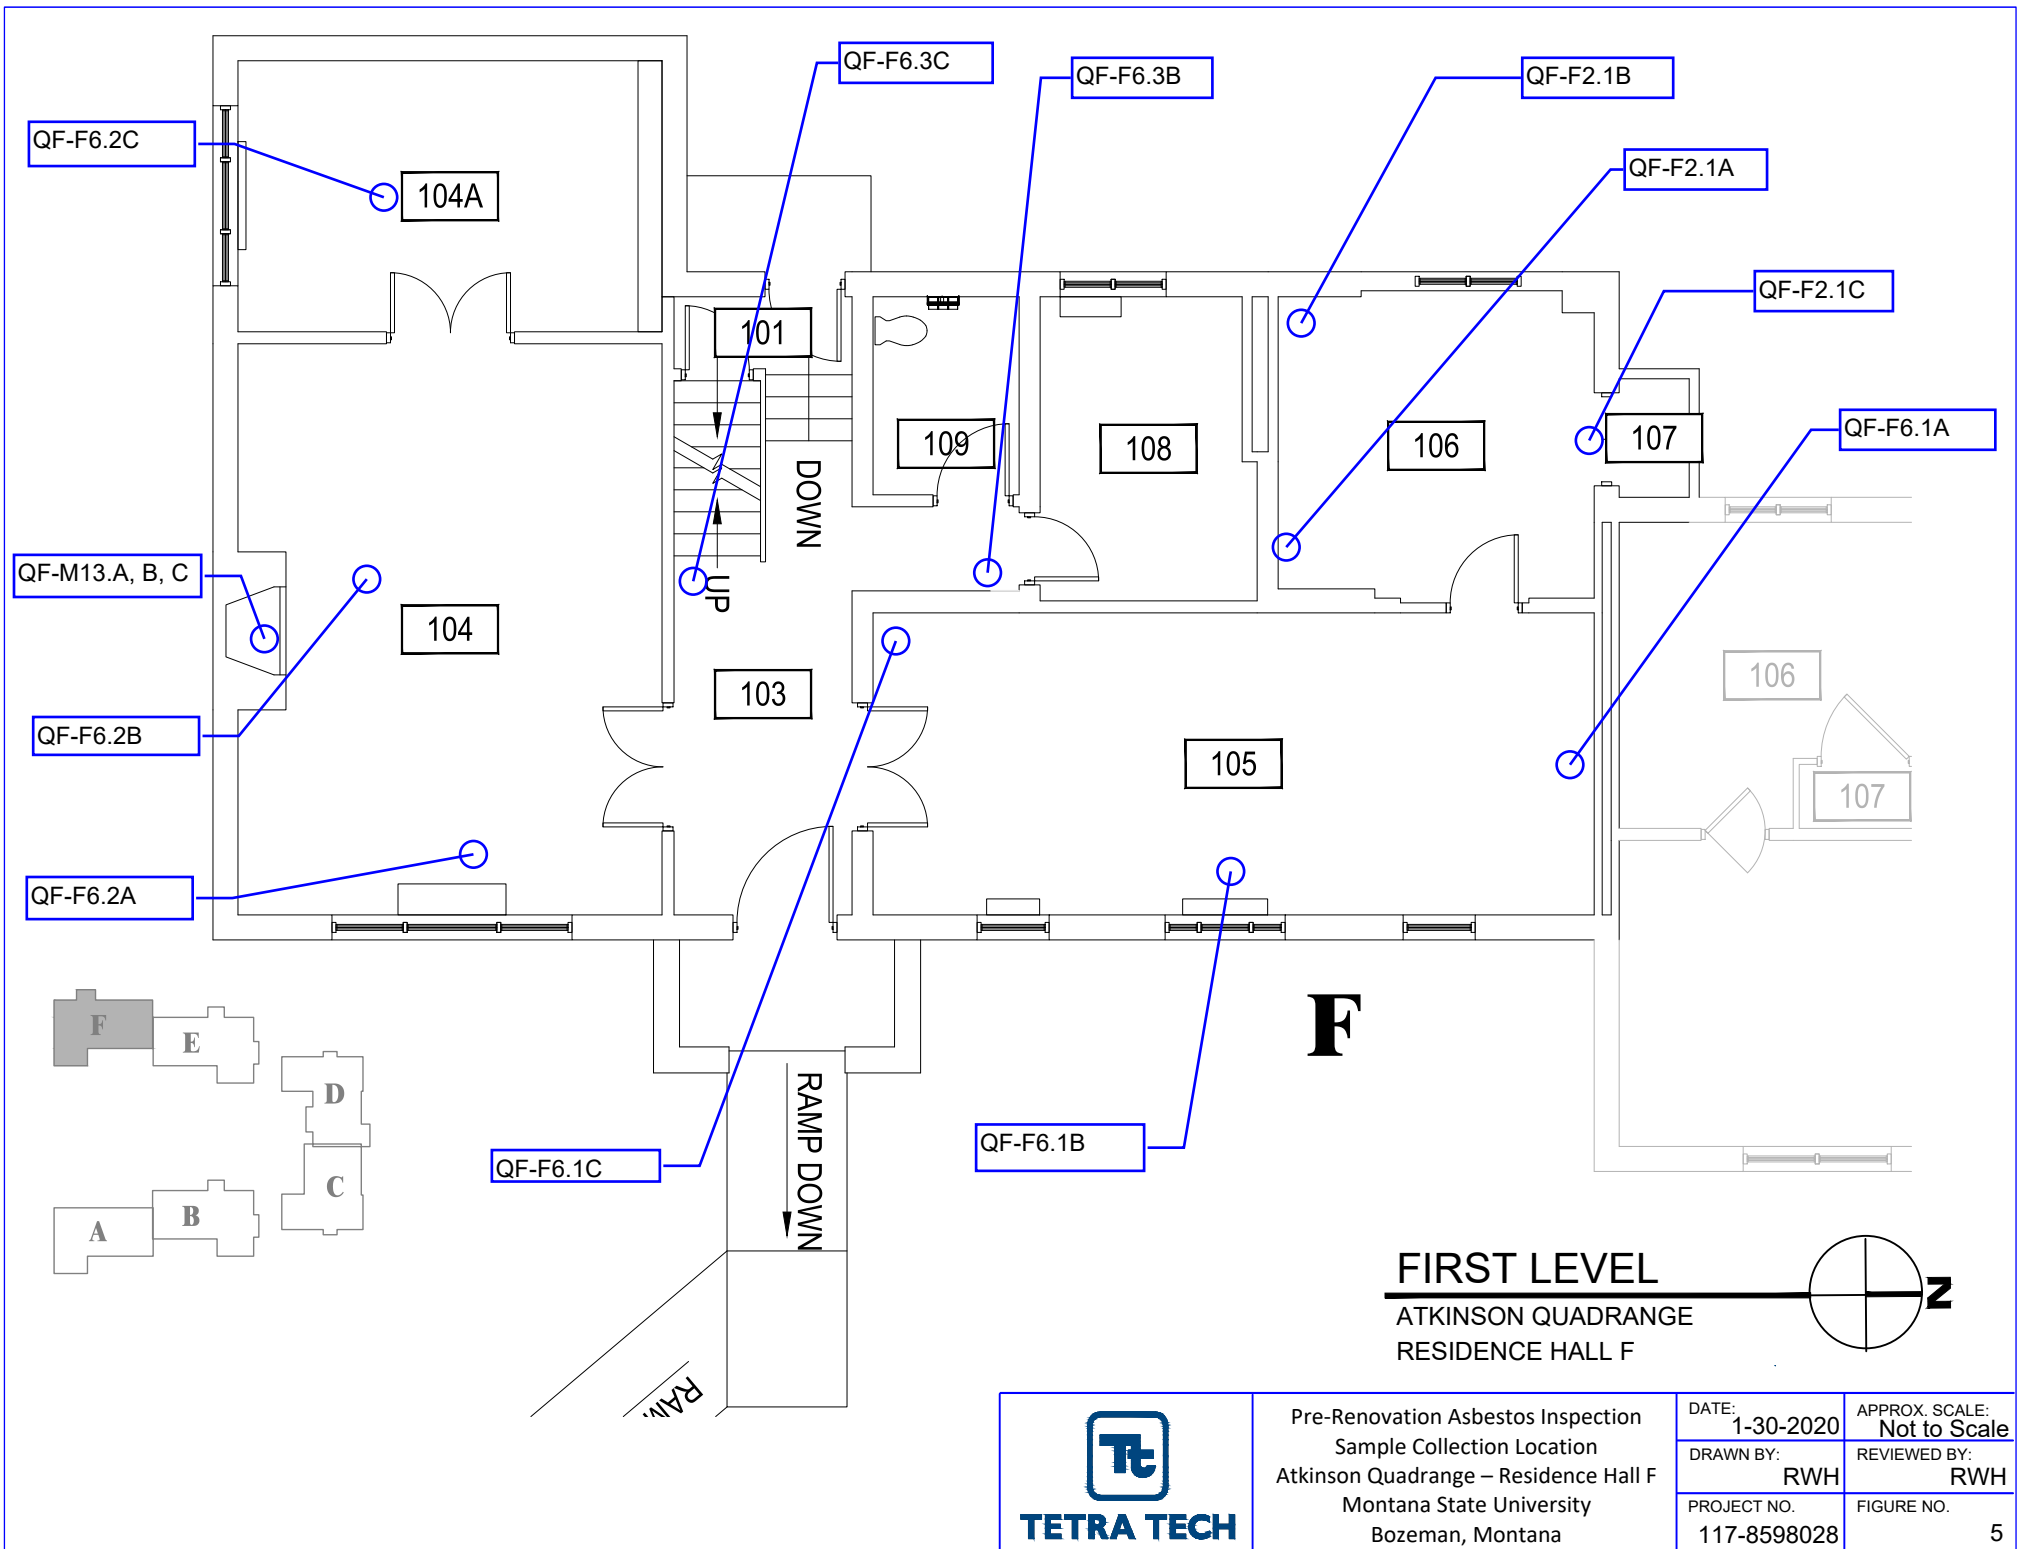 QF-F6.3C
QF-F6.3B
QF-F2.1B
QF-F6.2C
QF-F2.1A
104A
QF-F2.1C
101
109
108
106
107
QF-F6.1A
DOWN
QF-M13.A, B, C
UP
104
103
106
QF-F6.2B
105
107
QF-F6.2A
F
F
E
D
C
A
B
RAMP DOWN
QF-F6.1C
QF-F6.1B
RAM
FIRST LEVEL
ATKINSON QUADRANGE
RESIDENCE HALL F
N
Tt
TETRA TECH
Pre-Renovation Asbestos Inspection
Sample Collection Location
Atkinson Quadrange – Residence Hall F
Montana State University
Bozeman, Montana
DATE:
1-30-2020
APPROX. SCALE:
Not to Scale
DRAWN BY:
RWH
REVIEWED BY:
RWH
PROJECT NO.
117-8598028
FIGURE NO.
5